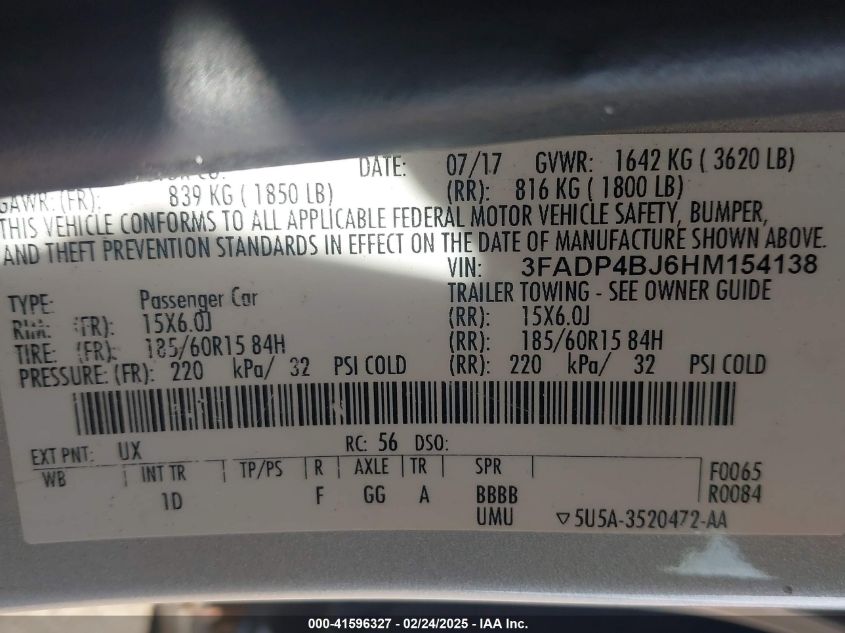 DATE: 07/17 GVWR: 1642 KG ( 3620 LB)
GAWR: (FR): 839 KG ( 1850 LB) (RR): 816 KG ( 1800 LB)
THIS VEHICLE CONFORMS TO ALL APPLICABLE FEDERAL MOTOR VEHICLE SAFETY, BUMPER,
AND THEFT PREVENTION STANDARDS IN EFFECT ON THE DATE OF MANUFACTURE SHOWN ABOVE.
VIN: 3FADP4BJ6HM154138
TYPE: Passenger Car TRAILER TOWING - SEE OWNER GUIDE
RIM: (FR): 15X6.0J (RR): 15X6.0J
TIRE: (FR): 185/60R15 84H (RR): 185/60R15 84H
PRESSURE: (FR): 220 kPa/ 32 PSI COLD (RR): 220 kPa/ 32 PSI COLD
EXT PNT: UX RC: 56 DSO:
WB INT TR TP/PS R AXLE TR SPR F0065
1D F GG A BBBB R0084
UMU ▽5U5A-3520472-AA
000-41596327 - 02/24/2025 - IAA Inc.